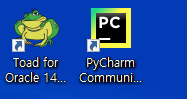 PC
Toad for
Oracle 14...
PyCharm
Communi...